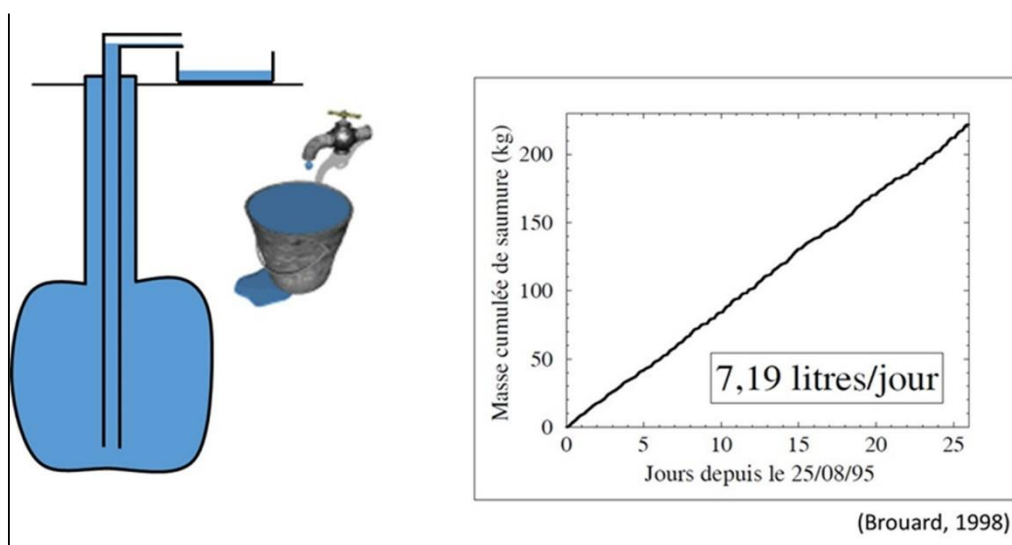 Masse cumulée de saumure (kg)
200
150
100
50
0
7,19 litres/jour
0 5 10 15 20 25
Jours depuis le 25/08/95
(Brouard, 1998)